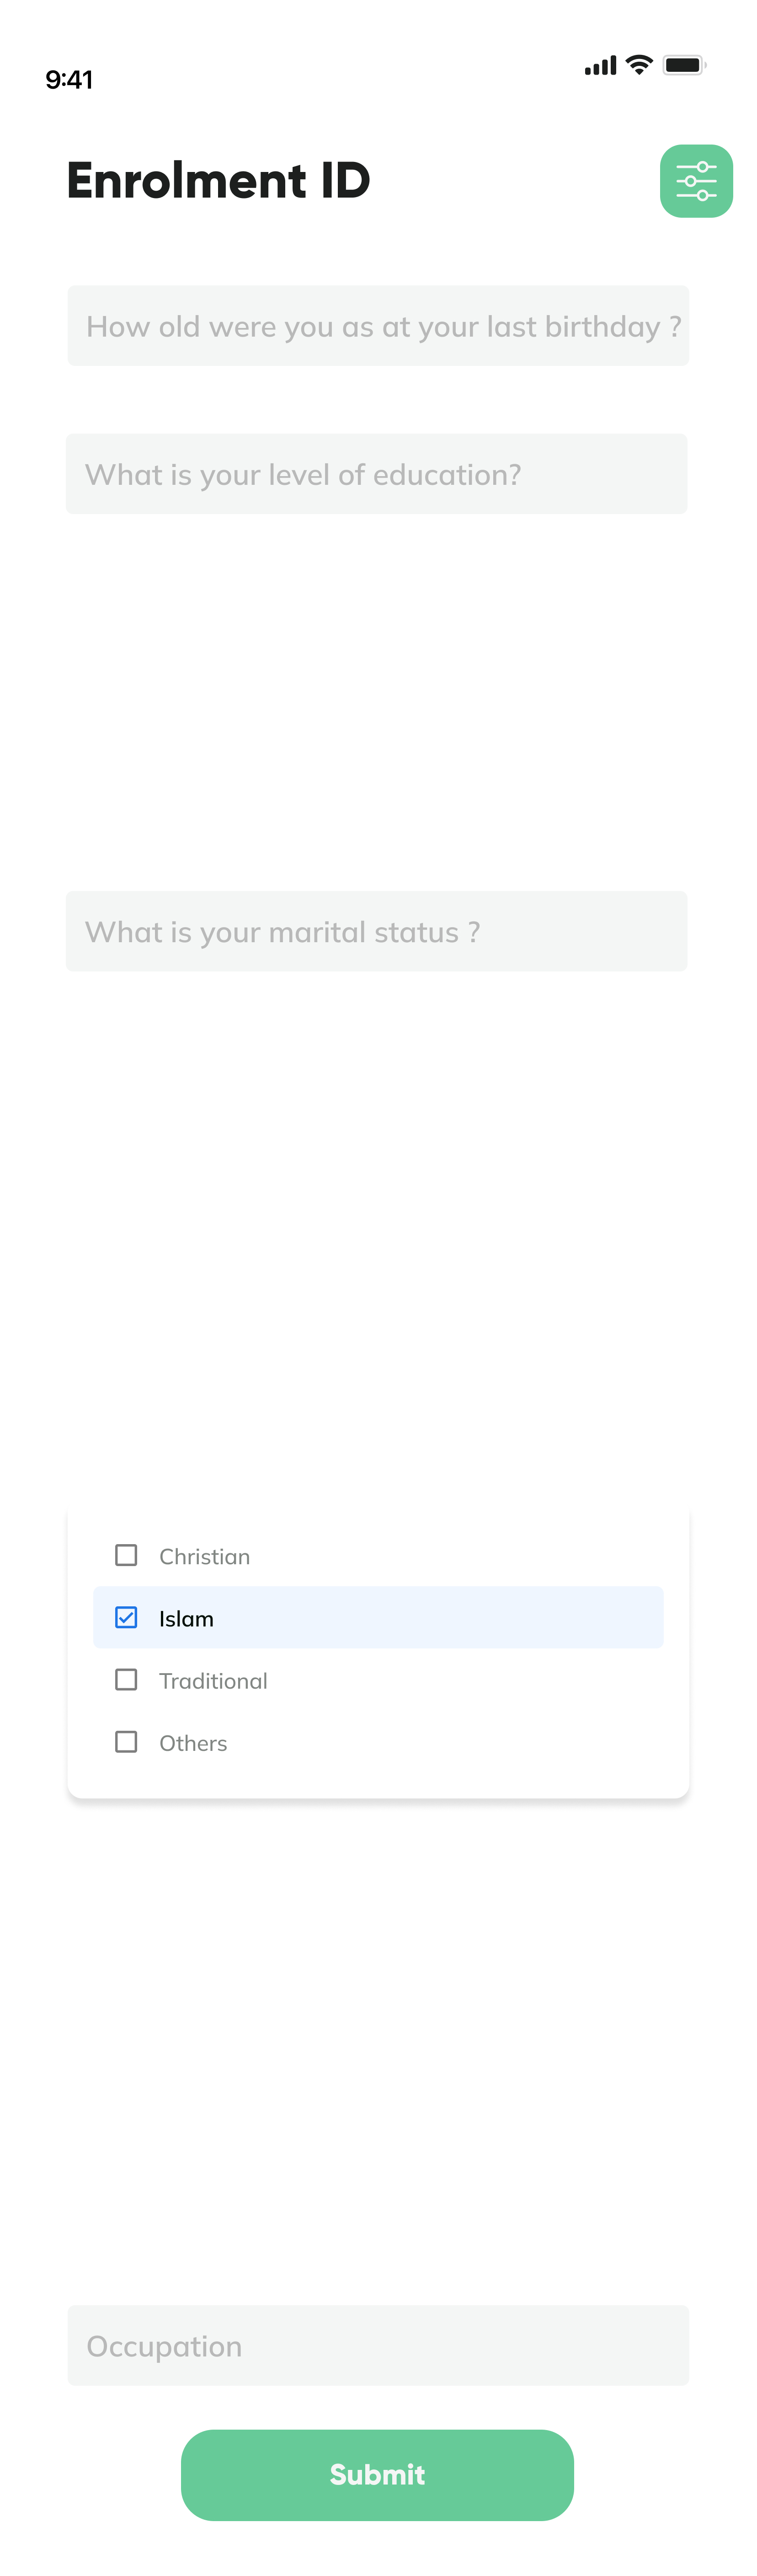 9:41
Enrolment ID
How old were you as at your last birthday ?
What is your level of education?
What is your marital status ?
Christian
Islam
Traditional
Others
Occupation
Submit